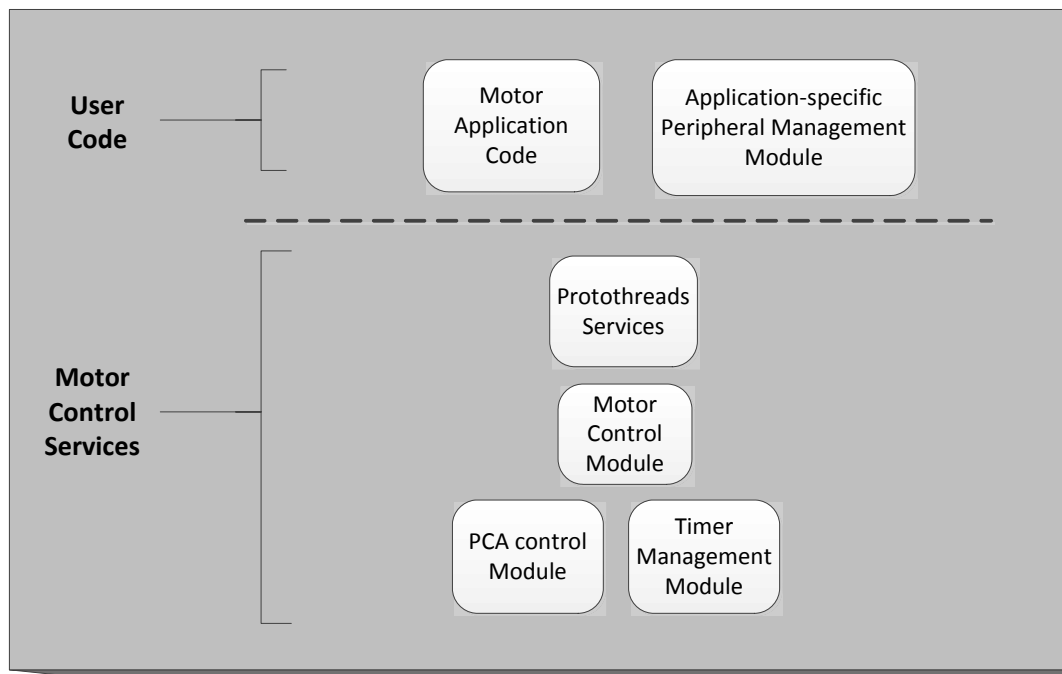 User
Code
Motor
Application
Code
Application-specific
Peripheral Management
Module
Motor
Control
Services
Protothreads
Services
Motor
Control
Module
PCA control
Module
Timer
Management
Module